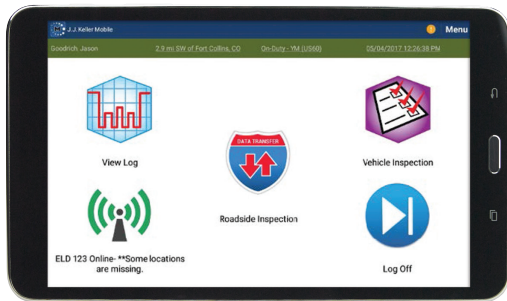 J. J. Keller Mobile
Menu
Goodrich, Jason
2.9 mi SW of Fort Collins, CO
On-Duty - YM (US60)
05/04/2017 12:26:38 PM
DATA TRANSFER
View Log
Vehicle Inspection
Roadside Inspection
ELD 123 Online- **Some locations
are missing.
Log Off